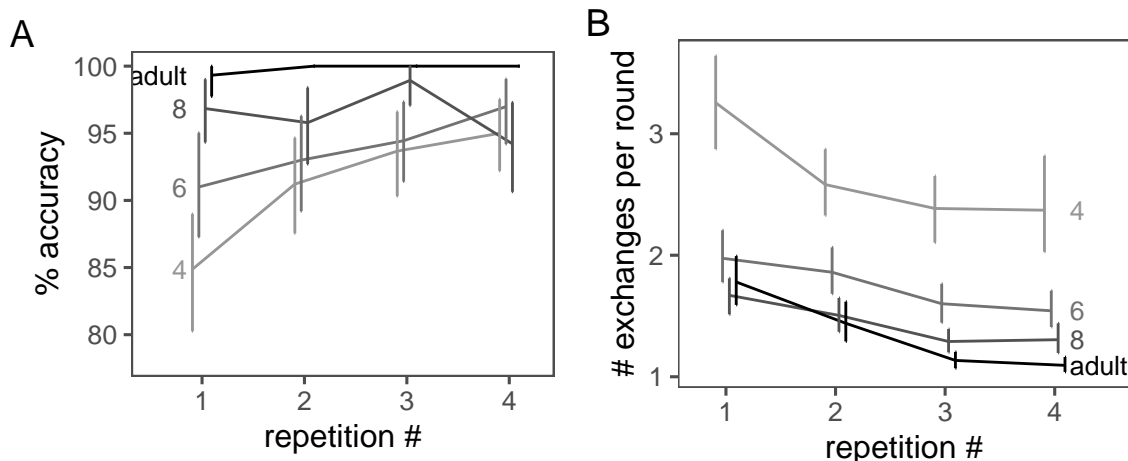 A
% accuracy
100
95
90
85
80
adult
8
6
4
1 2 3 4
repetition #
B
# exchanges per round
3
2
1
4
6
8
adult
1 2 3 4
repetition #